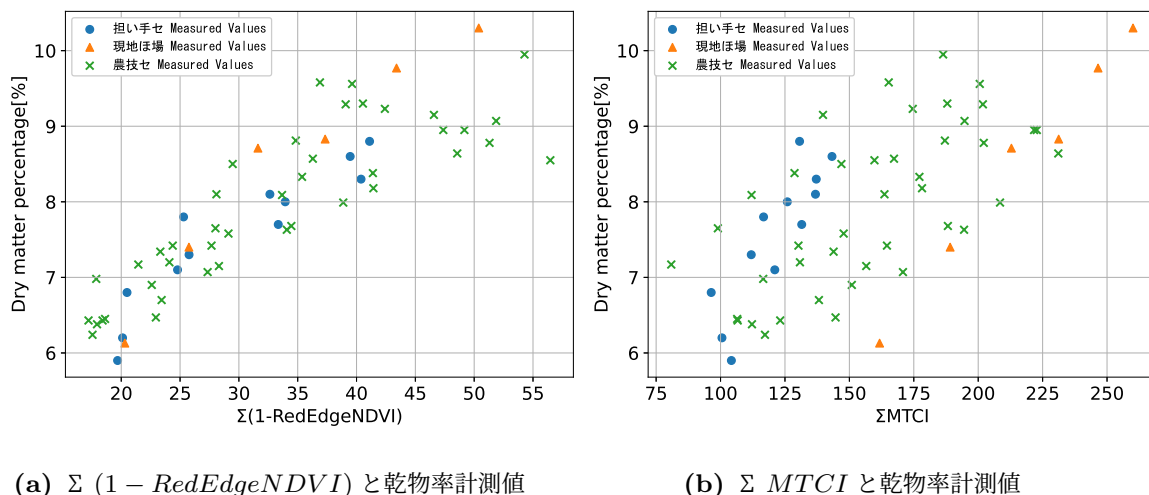 担い手セ Measured Values
現地ほ場 Measured Values
農技セ Measured Values
Dry matter percentage[%]
10
9
8
7
6
20 25 30 35 40 45 50 55
Σ(1-RedEdgeNDVI)
担い手セ Measured Values
現地ほ場 Measured Values
農技セ Measured Values
Dry matter percentage[%]
10
9
8
7
6
75 100 125 150 175 200 225 250
ΣMTCI
(a) Σ (1 − RedEdgeNDVI) と乾物率計測値
(b) Σ MTCI と乾物率計測値